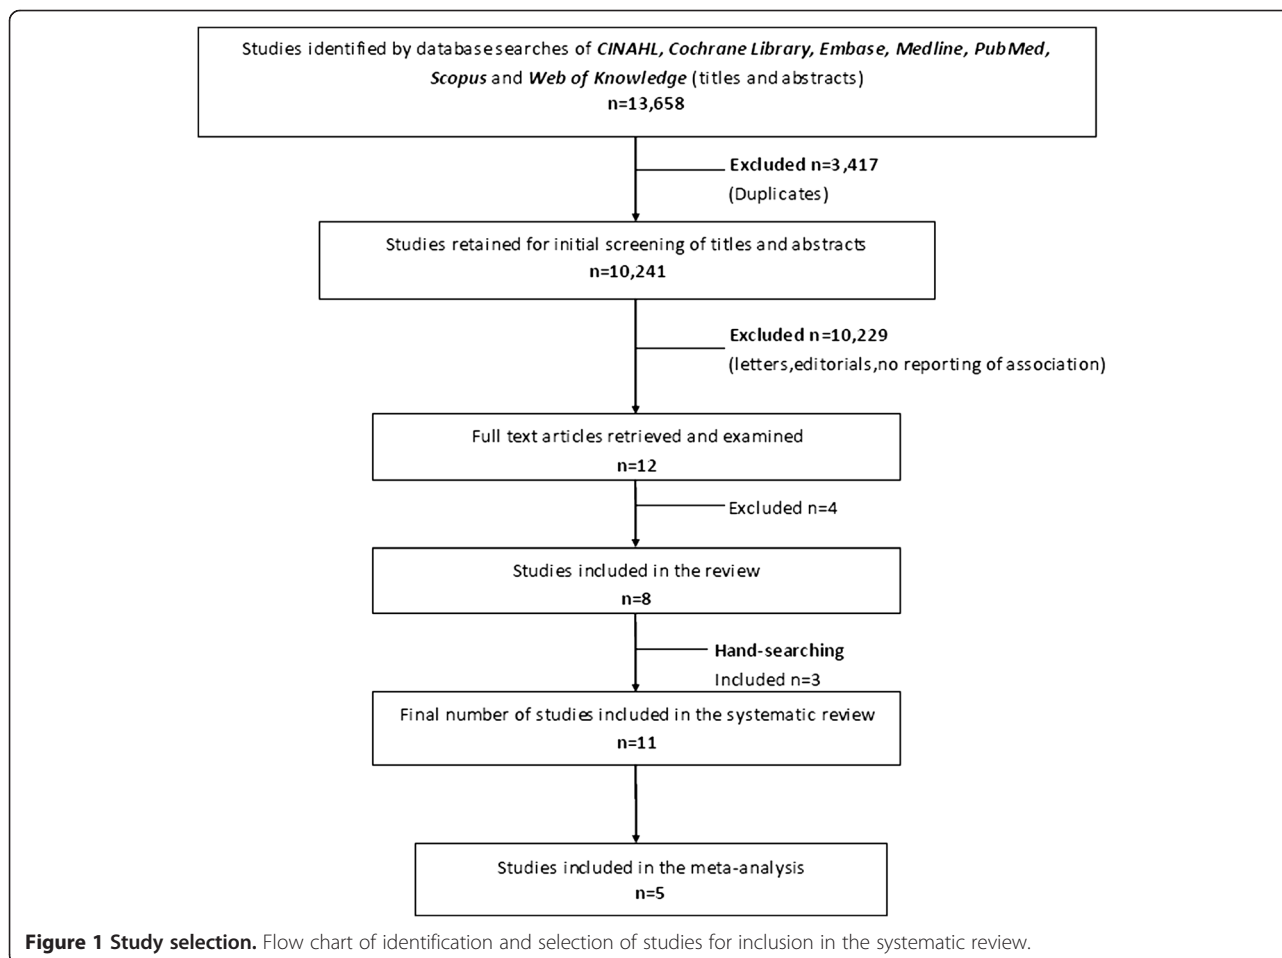 Studies identified by database searches of CINAHL, Cochrane Library, Embase, Medline, PubMed,
Scopus and Web of Knowledge (titles and abstracts)
n=13,658
Excluded n=3,417
(Duplicates)
Studies retained for initial screening of titles and abstracts
n=10,241
Excluded n=10,229
(letters,editorials,no reporting of association)
Full text articles retrieved and examined
n=12
Excluded n=4
Studies included in the review
n=8
Hand-searching
Included n=3
Final number of studies included in the systematic review
n=11
Studies included in the meta-analysis
n=5
Figure 1 Study selection. Flow chart of identification and selection of studies for inclusion in the systematic review.